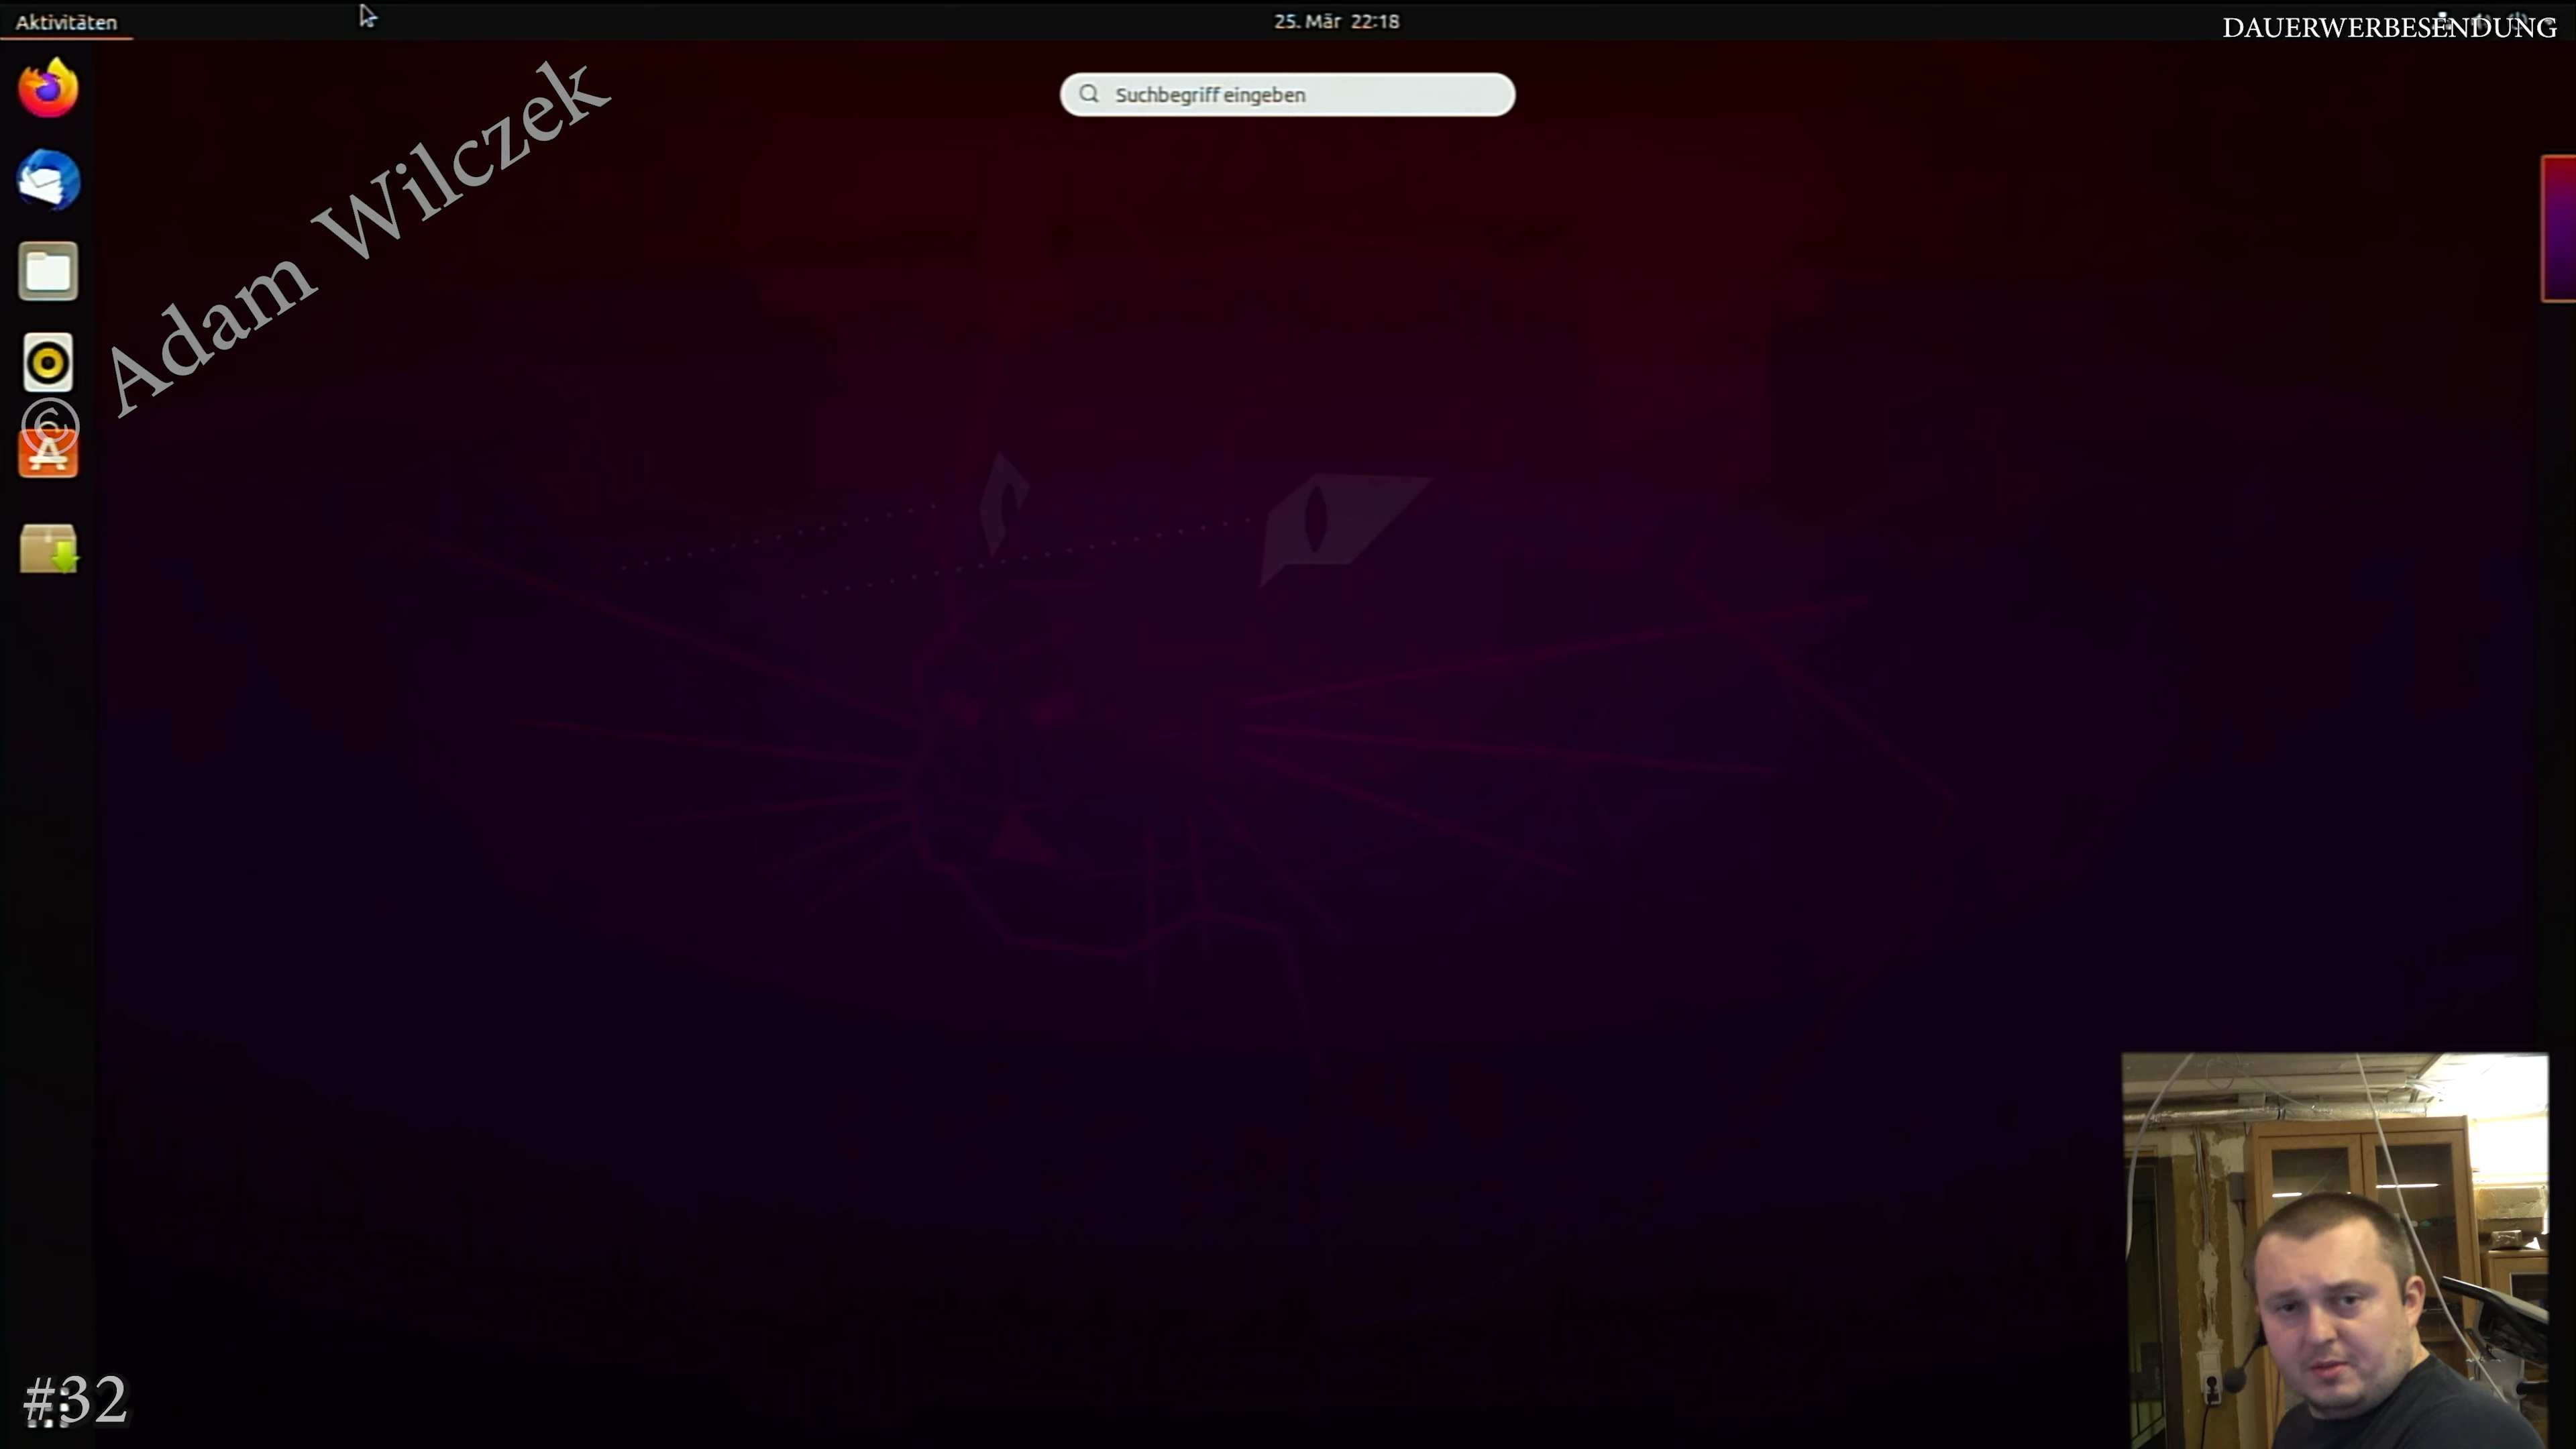 Aktivitäten
25. Mär 22:18
DAUERWERBESENDUNG
Suchbegriff eingeben
© Adam Wilczek
#32